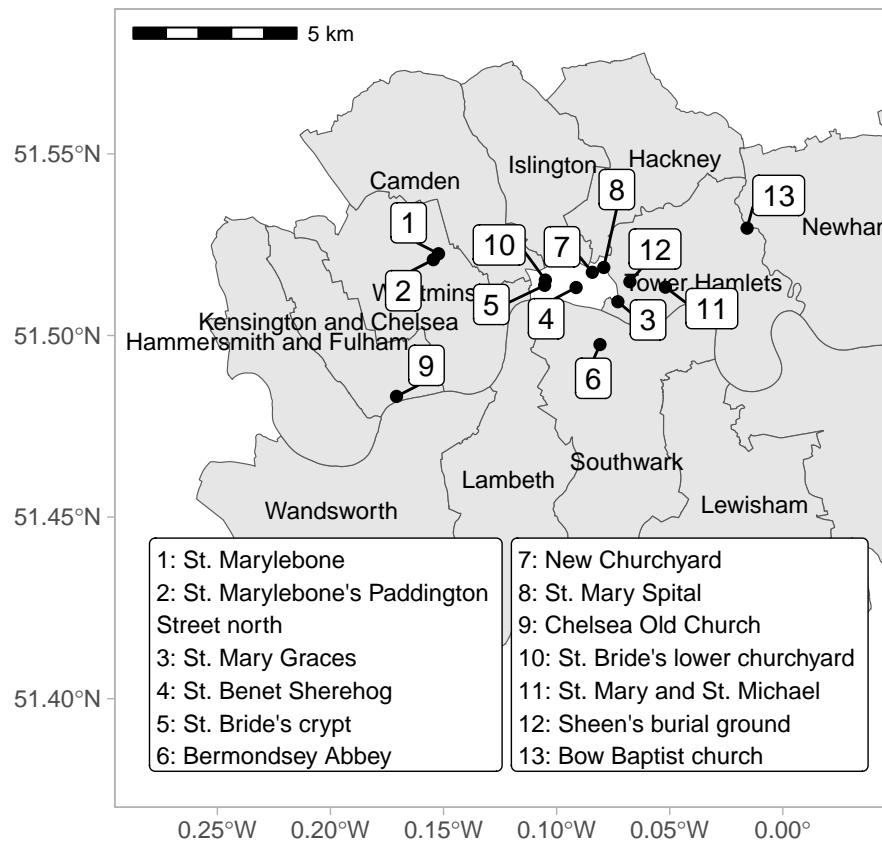 5 km
51.55°N
51.50°N
51.45°N
51.40°N
0.25°W
0.20°W
0.15°W
0.10°W
0.05°W
0.00°
Hackney
Islington
Camden
Newham
Tower Hamlets
Kensington and Chelsea
Hammersmith and Fulham
Southwark
Lambeth
Lewisham
Wandsworth
1
2
3
4
5
6
7
8
9
10
11
12
13
1: St. Marylebone
2: St. Marylebone's Paddington
Street north
3: St. Mary Graces
4: St. Benet Sherehog
5: St. Bride's crypt
6: Bermondsey Abbey
7: New Churchyard
8: St. Mary Spital
9: Chelsea Old Church
10: St. Bride's lower churchyard
11: St. Mary and St. Michael
12: Sheen's burial ground
13: Bow Baptist church